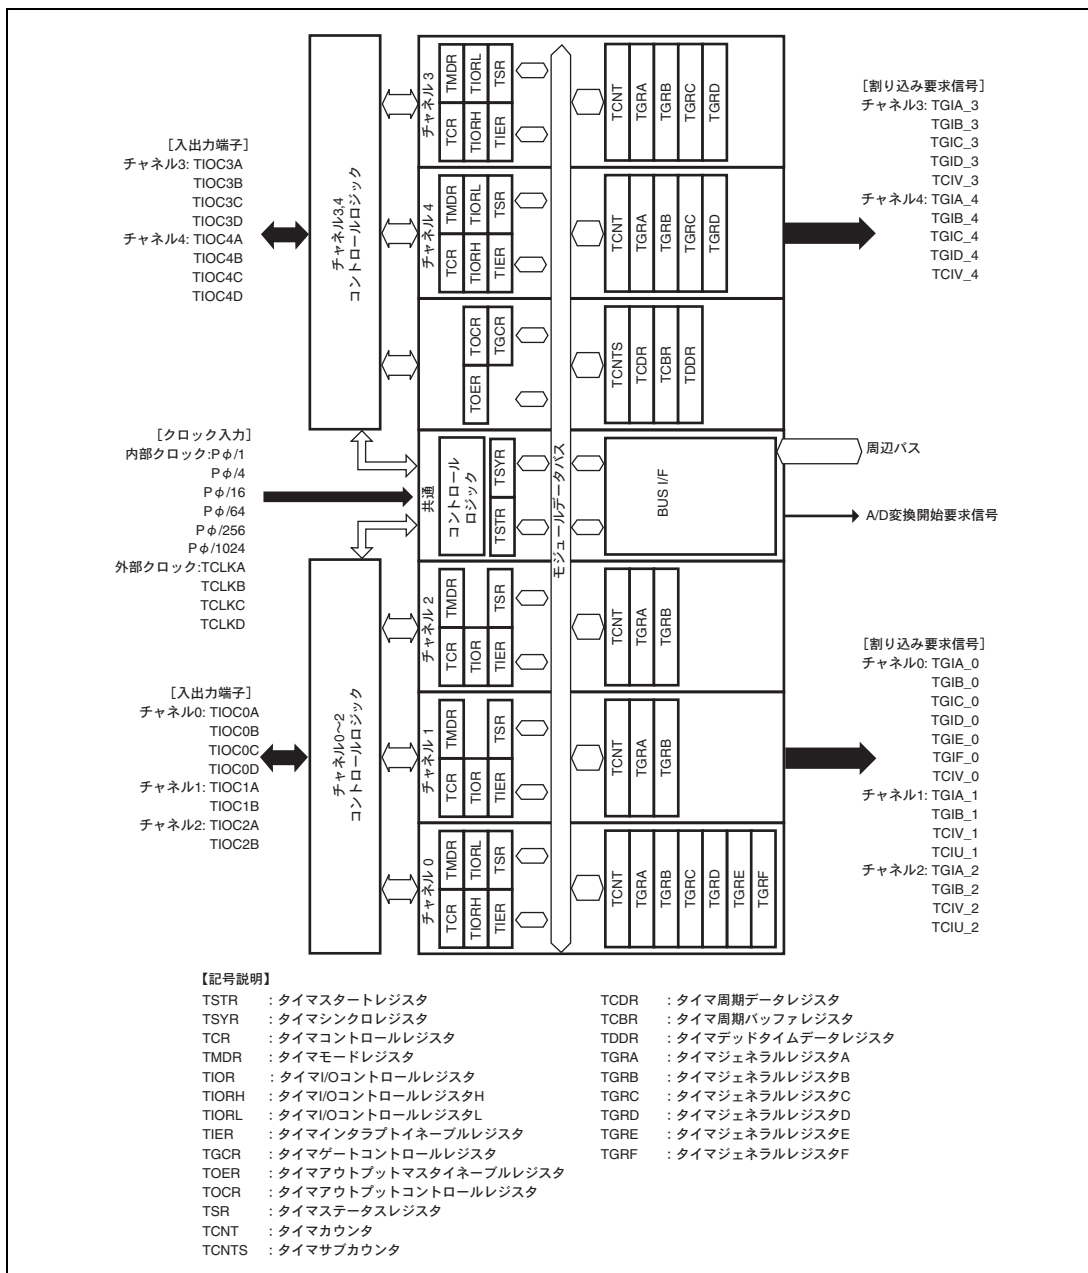 [入出力端子]
チャネル3: TIOC3A
TIOC3B
TIOC3C
TIOC3D
チャネル4: TIOC4A
TIOC4B
TIOC4C
TIOC4D
[クロック入力]
内部クロック:Pφ/1
Pφ/4
Pφ/16
Pφ/64
Pφ/256
Pφ/1024
外部クロック:TCLKA
TCLKB
TCLKC
TCLKD
[入出力端子]
チャネル0: TIOC0A
TIOC0B
TIOC0C
TIOC0D
チャネル1: TIOC1A
TIOC1B
チャネル2: TIOC2A
TIOC2B
チャネル3,4
コントロールロジック
チャネル0~2
コントロールロジック
チャネル 3
TMDR
TIORL
TSR
TCR
TIORH
TIER
TCNT
TGRA
TGRB
TGRC
TGRD
チャネル 4
TMDR
TIORL
TSR
TCR
TIORH
TIER
TCNT
TGRA
TGRB
TGRC
TGRD
TOCR
TGCR
TOER
TCNTS
TCDR
TCBR
TDDR
共通
コントロール
ロジック
TSYR
TSTR
モジュールデータバス
BUS I/F
チャネル 2
TMDR
TSR
TCR
TIOR
TIER
TCNT
TGRA
TGRB
チャネル 1
TMDR
TSR
TCR
TIOR
TIER
TCNT
TGRA
TGRB
チャネル 0
TMDR
TIORL
TSR
TCR
TIORH
TIER
TCNT
TGRA
TGRB
TGRC
TGRD
TGRE
TGRF
[割り込み要求信号]
チャネル3: TGIA_3
TGIB_3
TGIC_3
TGID_3
TCIV_3
チャネル4: TGIA_4
TGIB_4
TGIC_4
TGID_4
TCIV_4
周辺バス
A/D変換開始要求信号
[割り込み要求信号]
チャネル0: TGIA_0
TGIB_0
TGIC_0
TGID_0
TGIE_0
TGIF_0
TCIV_0
チャネル1: TGIA_1
TGIB_1
TCIV_1
TCIU_1
チャネル2: TGIA_2
TGIB_2
TCIV_2
TCIU_2
【記号説明】
TSTR :タイマスタートレジスタ
TSYR :タイマシンクロレジスタ
TCR :タイマコントロールレジスタ
TMDR :タイマモードレジスタ
TIOR :タイマI/Oコントロールレジスタ
TIORH :タイマI/OコントロールレジスタH
TIORL :タイマI/OコントロールレジスタL
TIER :タイマインタラプトイネーブルレジスタ
TGCR :タイマゲートコントロールレジスタ
TOER :タイマアウトプットマスタイネーブルレジスタ
TOCR :タイマアウトプットコントロールレジスタ
TSR :タイマステータスレジスタ
TCNT :タイマカウンタ
TCNTS :タイマサブカウンタ
TCDR :タイマ周期データレジスタ
TCBR :タイマ周期バッファレジスタ
TDDR :タイマデッドタイムデータレジスタ
TGRA :タイマジェネラルレジスタA
TGRB :タイマジェネラルレジスタB
TGRC :タイマジェネラルレジスタC
TGRD :タイマジェネラルレジスタD
TGRE :タイマジェネラルレジスタE
TGRF :タイマジェネラルレジスタF